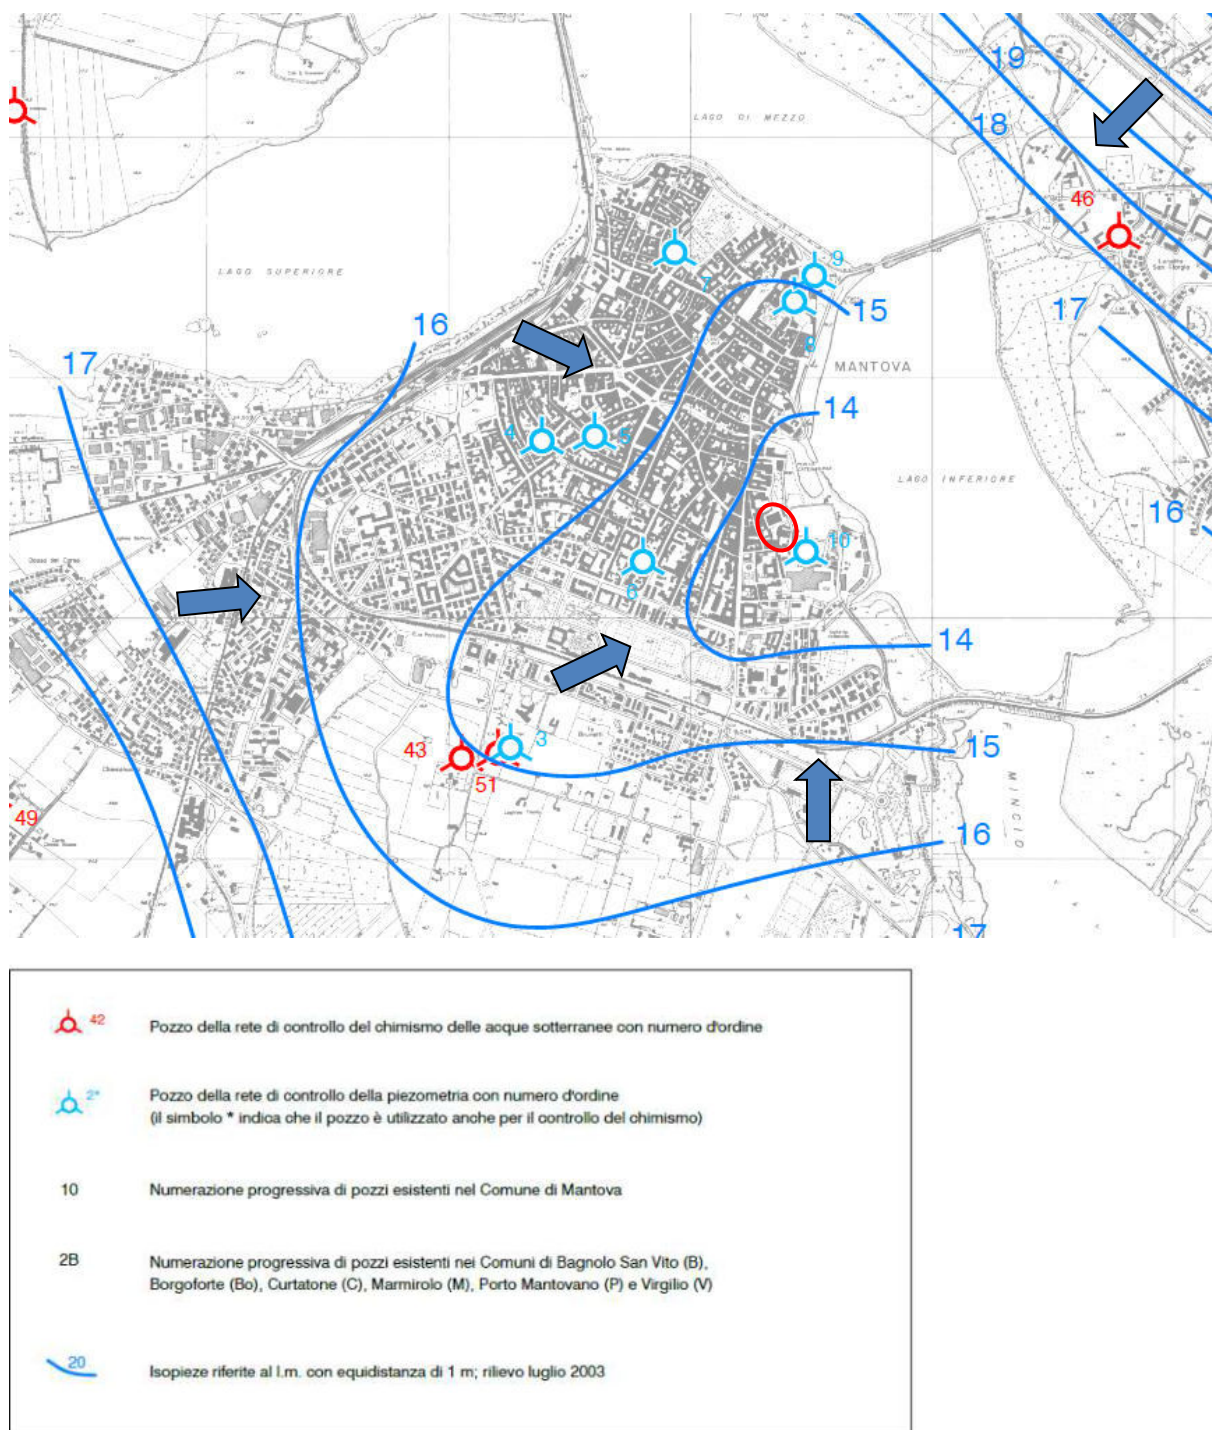 LAGO DI MEZZO
19
18
46
LAGO SUPERIORE
9
7
17
16
15
17
8
MANTOVA
4
5
14
LAGO INFERIORE
16
10
6
14
3
43
51
15
MINCIO
49
16
17
42
Pozzo della rete di controllo del chimismo delle acque sotterranee con numero d'ordine
2*
Pozzo della rete di controllo della piezometria con numero d'ordine
(il simbolo * indica che il pozzo è utilizzato anche per il controllo del chimismo)
10
Numerazione progressiva di pozzi esistenti nel Comune di Mantova
2B
Numerazione progressiva di pozzi esistenti nei Comuni di Bagnolo San Vito (B),
Borgoforte (Bo), Curtatone (C), Marmirolo (M), Porto Mantovano (P) e Virgilio (V)
20
Isopieze riferite al l.m. con equidistanza di 1 m; rilievo luglio 2003